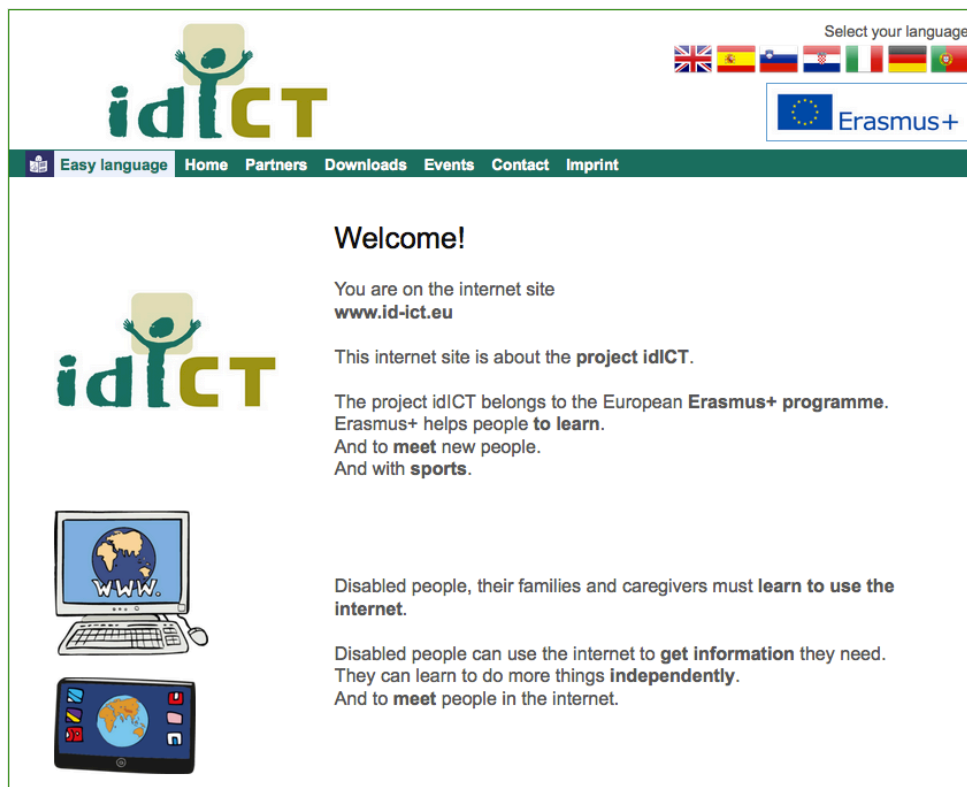 Select your language
idICT
Erasmus+
Easy language Home Partners Downloads Events Contact Imprint
Welcome!
You are on the internet site
www.id-ict.eu
This internet site is about the project idICT.
idICT
The project idICT belongs to the European Erasmus+ programme.
Erasmus+ helps people to learn.
And to meet new people.
And with sports.
www.
Disabled people, their families and caregivers must learn to use the
internet.
Disabled people can use the internet to get information they need.
They can learn to do more things independently.
And to meet people in the internet.